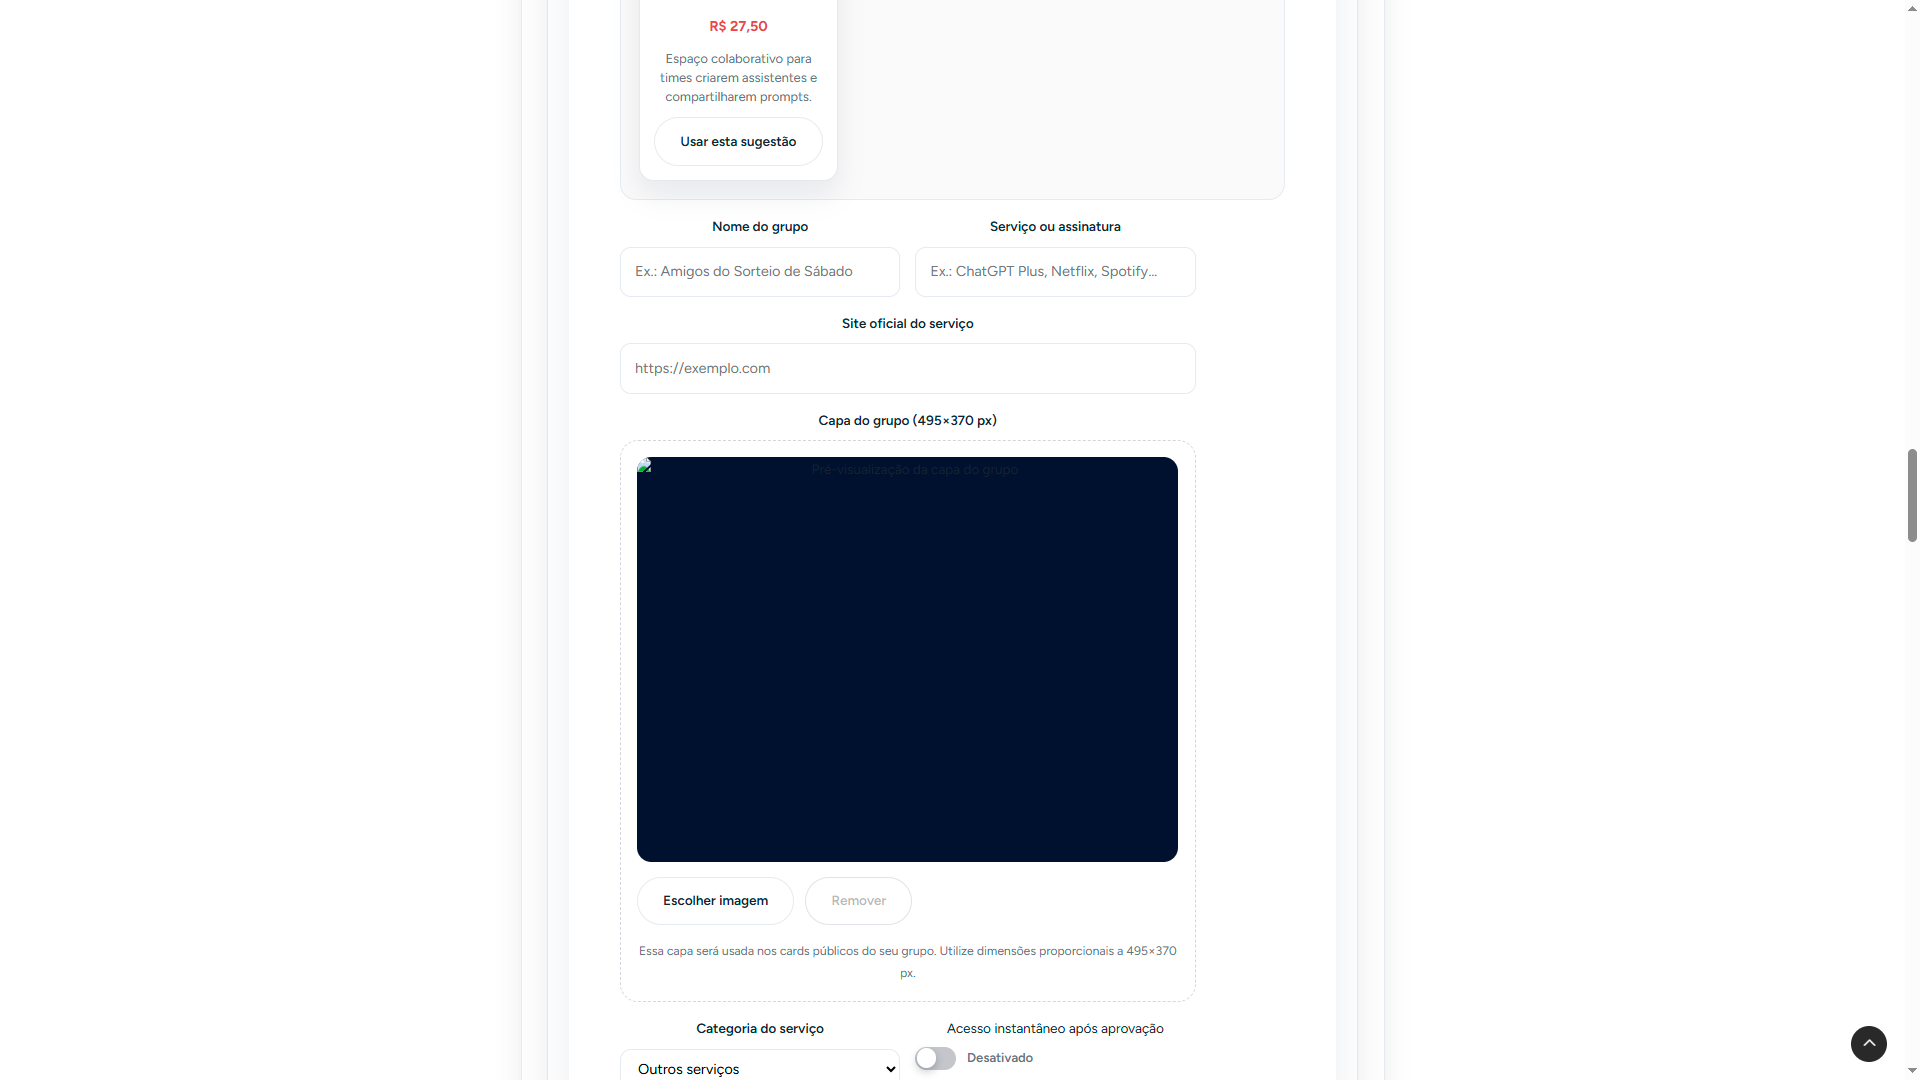 R$ 27,50
Espaço colaborativo para
times criarem assistentes e
compartilharem prompts.
Usar esta sugestão
Nome do grupo
Serviço ou assinatura
Ex.: Amigos do Sorteio de Sábado
Ex.: ChatGPT Plus, Netflix, Spotify...
Site oficial do serviço
https://exemplo.com
Capa do grupo (495×370 px)
Pré-visualização da capa do grupo
Escolher imagem
Remover
Essa capa será usada nos cards públicos do seu grupo. Utilize dimensões proporcionais a 495×370
px.
Categoria do serviço
Acesso instantâneo após aprovação
Desativado
Outros serviços